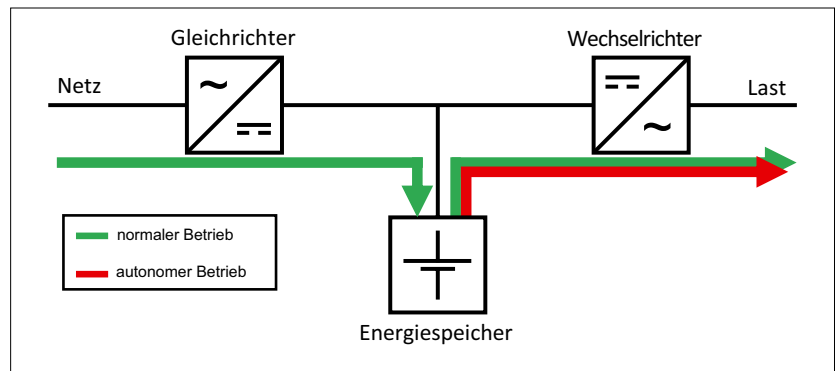 Gleichrichter
Wechselrichter
Netz
Last
normaler Betrieb
autonomer Betrieb
Energiespeicher